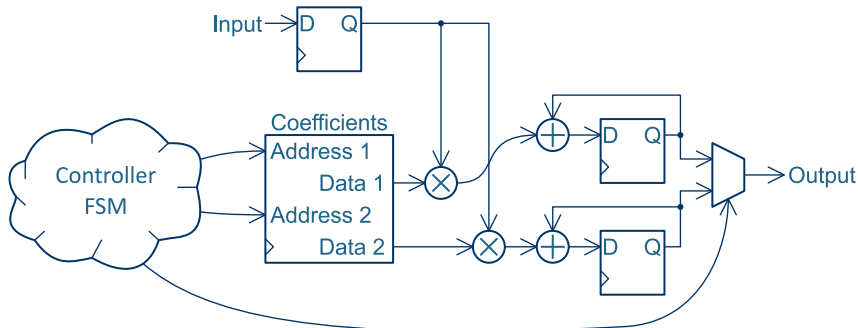 Input
D Q
Coefficients
Address 1
Data 1
Address 2
Data 2
Controller
FSM
D Q
D Q
Output